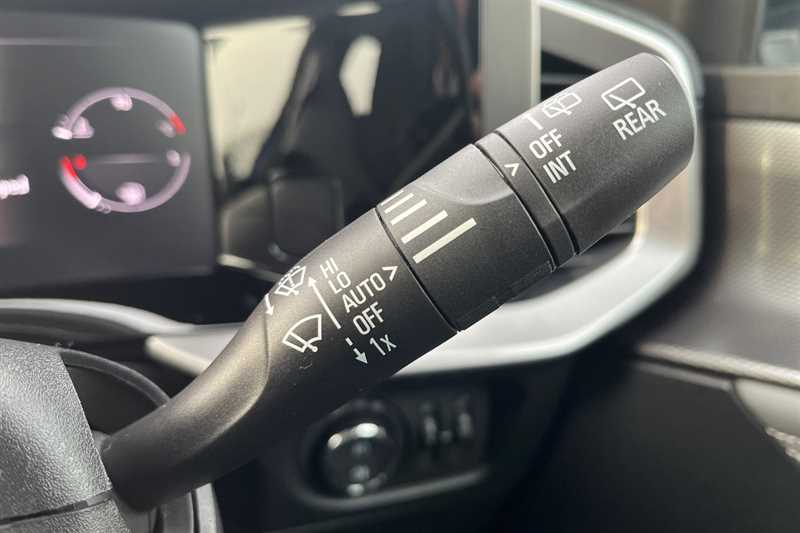 HI
LO
AUTO >
OFF
1x
>
OFF
INT
REAR